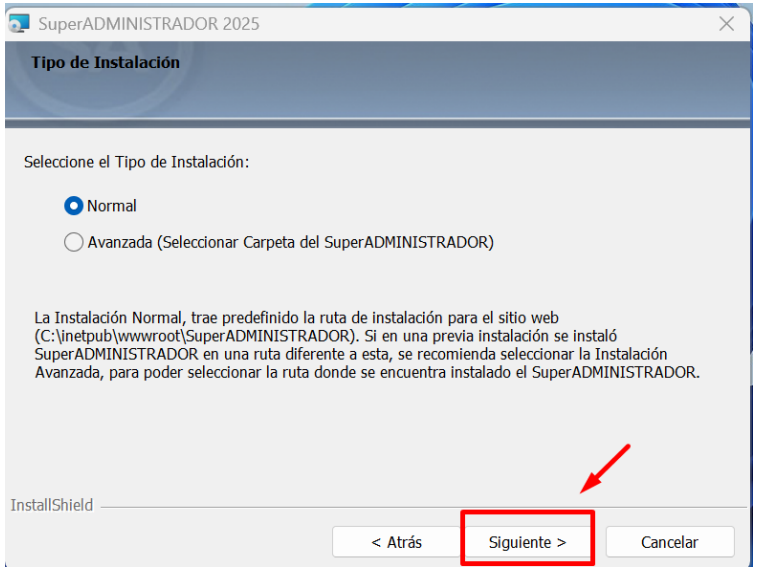 SuperADMINISTRADOR 2025
Tipo de Instalación
Seleccione el Tipo de Instalación:
Normal
Avanzada (Seleccionar Carpeta del SuperADMINISTRADOR)
La Instalación Normal, trae predefinido la ruta de instalación para el sitio web
(C:\inetpub\wwwroot\SuperADMINISTRADOR). Si en una previa instalación se instaló
SuperADMINISTRADOR en una ruta diferente a esta, se recomienda seleccionar la Instalación
Avanzada, para poder seleccionar la ruta donde se encuentra instalado el SuperADMINISTRADOR.
InstallShield
< Atrás
Siguiente >
Cancelar